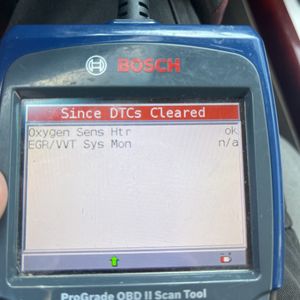 BOSCH
Since DTCs Cleared
Oxygen Sens Htr ok
EGR/VVT Sys Mon n/a
ProGrade OBD II Scan Tool